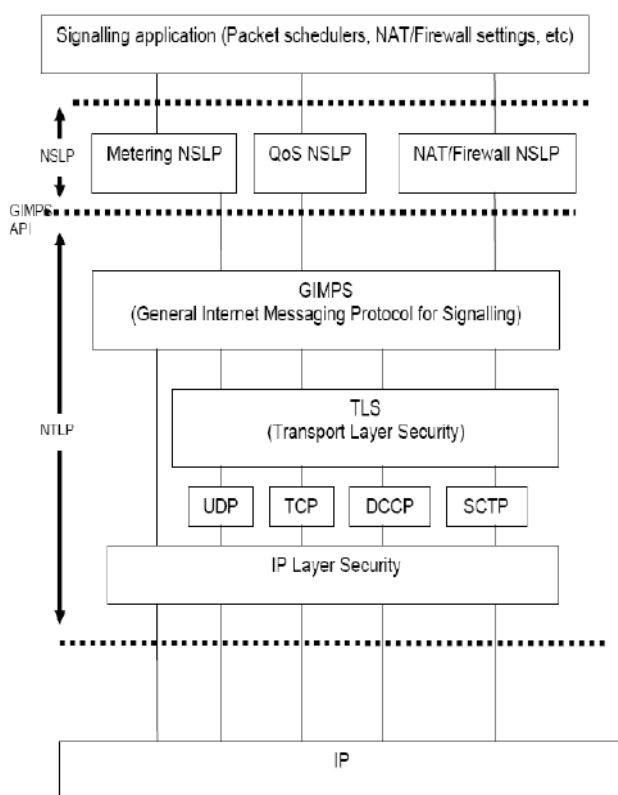 Signalling application (Packet schedulers, NAT/Firewall settings, etc)
NSLP
Metering NSLP
QoS NSLP
NAT/Firewall NSLP
GIMPS
API
GIMPS
(General Internet Messaging Protocol for Signalling)
NTLP
TLS
(Transport Layer Security)
UDP
TCP
DCCP
SCTP
IP Layer Security
IP